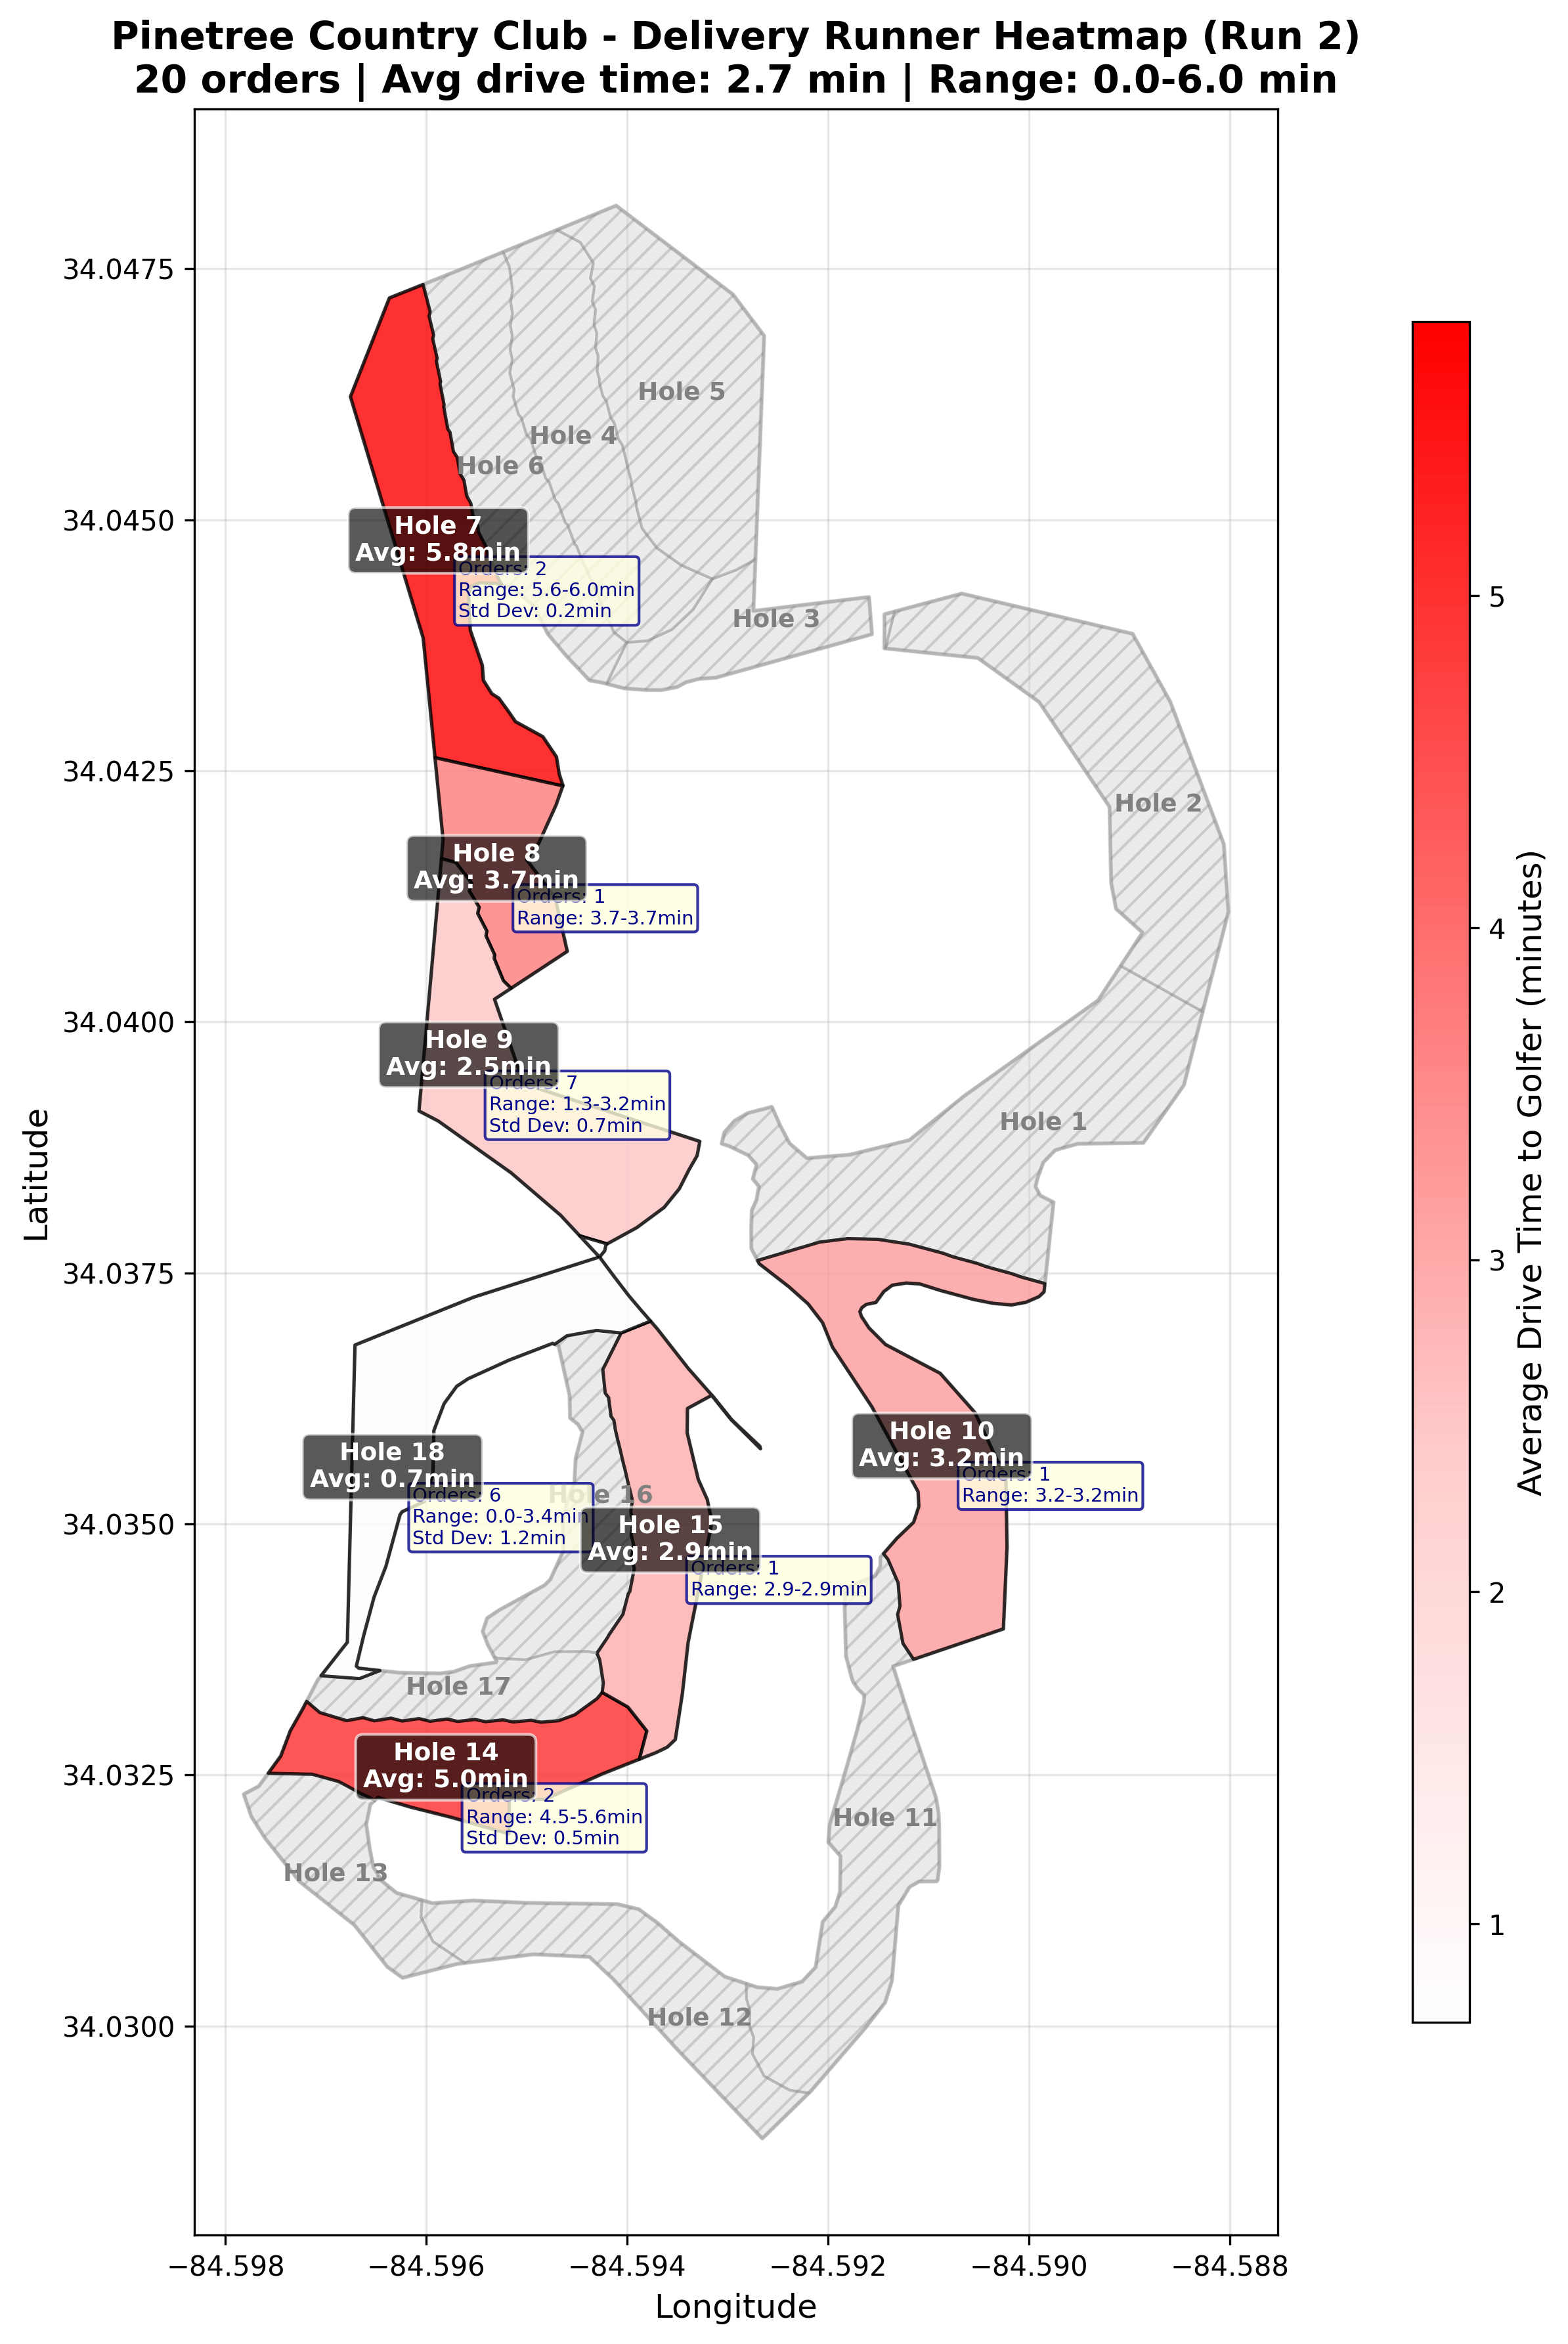 Pinetree Country Club - Delivery Runner Heatmap (Run 2)
20 orders | Avg drive time: 2.7 min | Range: 0.0-6.0 min
34.0475
34.0450
34.0425
34.0400
34.0375
34.0350
34.0325
34.0300
Latitude
Hole 5
Hole 4
Hole 6
Hole 7
Avg: 5.8min
Orders: 2
Range: 5.6-6.0min
Std Dev: 0.2min
Hole 3
Hole 2
Hole 8
Avg: 3.7min
Orders: 1
Range: 3.7-3.7min
Hole 9
Avg: 2.5min
Orders: 7
Range: 1.3-3.2min
Std Dev: 0.7min
Hole 1
Hole 10
Avg: 3.2min
Orders: 1
Range: 3.2-3.2min
Hole 18
Avg: 0.7min
Orders: 6
Range: 0.0-3.4min
Std Dev: 1.2min
Hole 16
Hole 15
Avg: 2.9min
Orders: 1
Range: 2.9-2.9min
Hole 17
Hole 14
Avg: 5.0min
Orders: 2
Range: 4.5-5.6min
Std Dev: 0.5min
Hole 11
Hole 13
Hole 12
−84.598
−84.596
−84.594
−84.592
−84.590
−84.588
Longitude
5
4
3
2
1
Average Drive Time to Golfer (minutes)